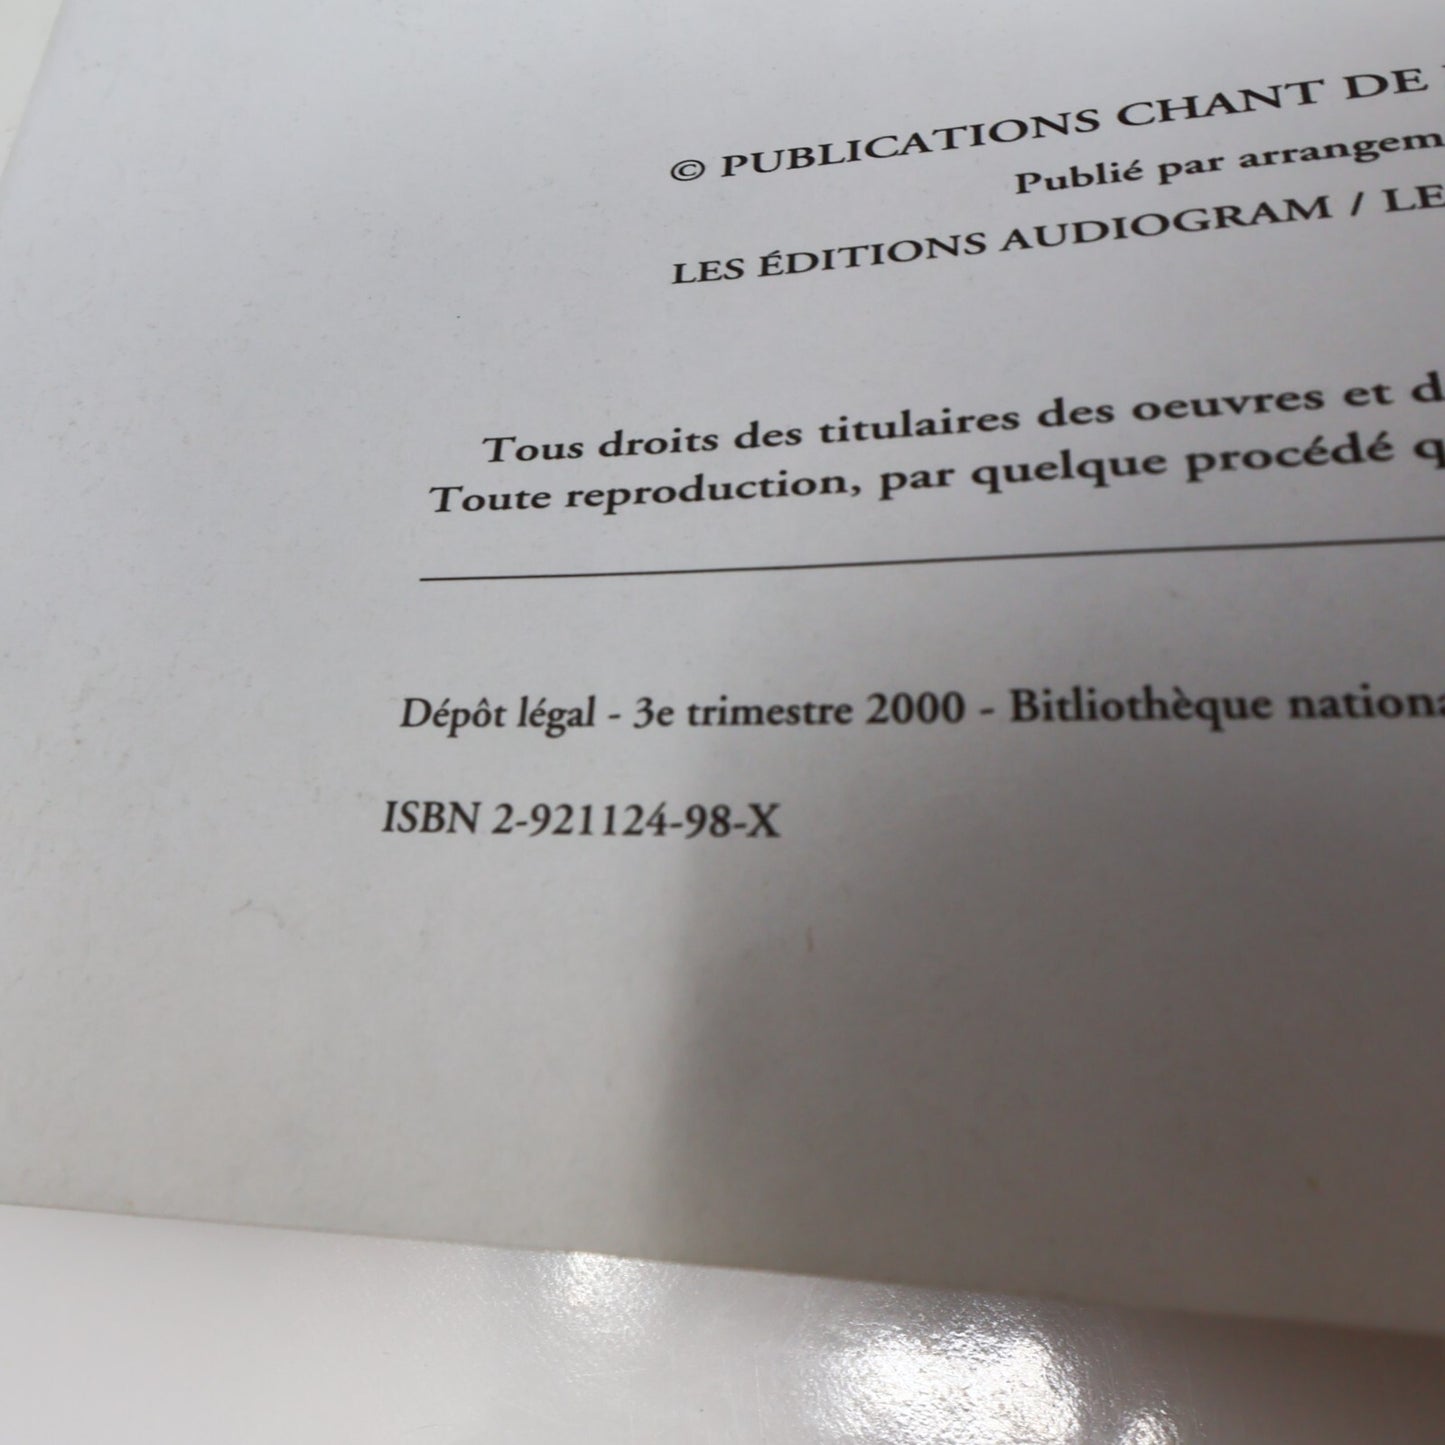 © PUBLICATIONS CHANT DE
Publié par arrangem
LES ÉDITIONS AUDIOGRAM / LE
Tous droits des titulaires des oeuvres et d
Toute reproduction, par quelque procédé q
Dépôt légal - 3e trimestre 2000 - Bitliothèque nationa
ISBN 2-921124-98-X